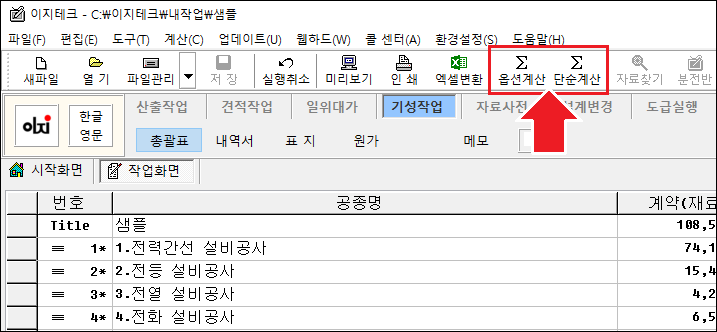 이지테크 - C:₩이지테크₩내작업₩샘플
파일(F) 편집(E) 도구(T) 계산(C) 업데이트(U) 웹하드(W) 콜 센터(A) 환경설정(S) 도움말(H)
새파일 열 기 파일관리 저 장 실행취소 미리보기 인 쇄 엑셀변환 옵션계산 단순계산 자료찾기 분전반
산출작업 견적작업 일위대가 기성작업 자료사전 설계변경 도급실행
한글
영문
총괄표 내역서 표 지 원가 메모
시작화면 작업화면
번호 공종명 계약(재료
Title 샘플 108,5
1* 1.전력간선 설비공사 74,1
2* 2.전등 설비공사 15,4
3* 3.전열 설비공사 4,2
4* 4.전화 설비공사 6,5